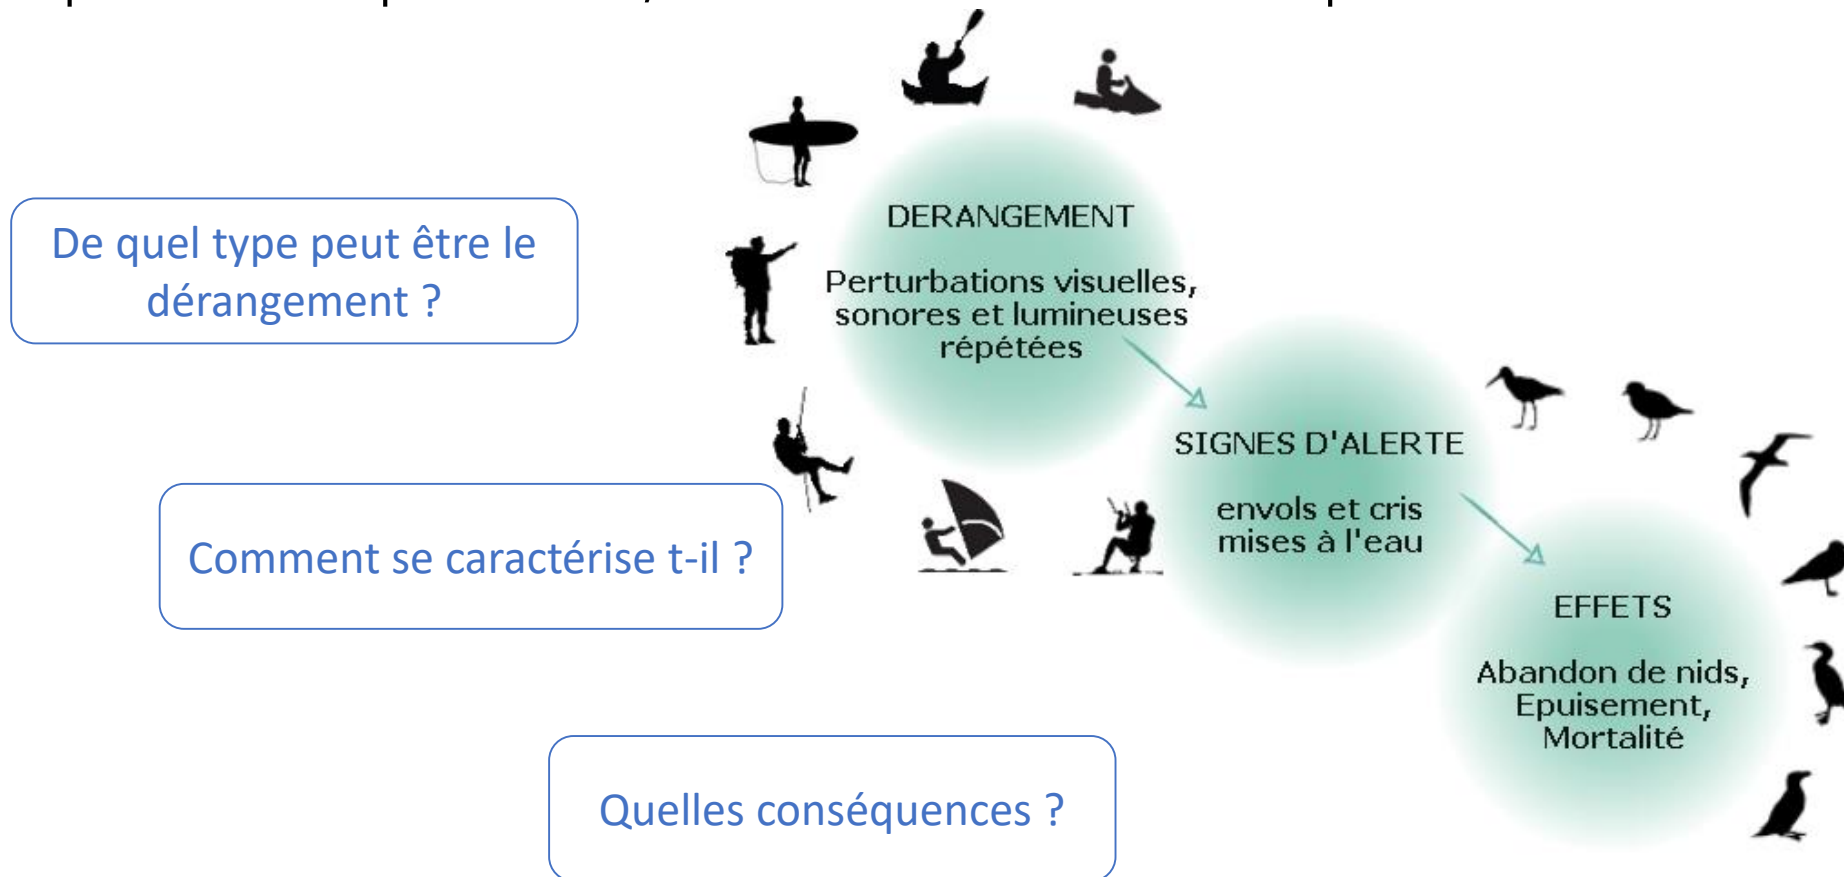 De quel type peut être le
dérangement ?
DERANGEMENT
Perturbations visuelles,
sonores et lumineuses
répétées
Comment se caractérise t-il ?
SIGNES D'ALERTE
envols et cris
mises à l'eau
Quelles conséquences ?
EFFETS
Abandon de nids,
Epuisement,
Mortalité